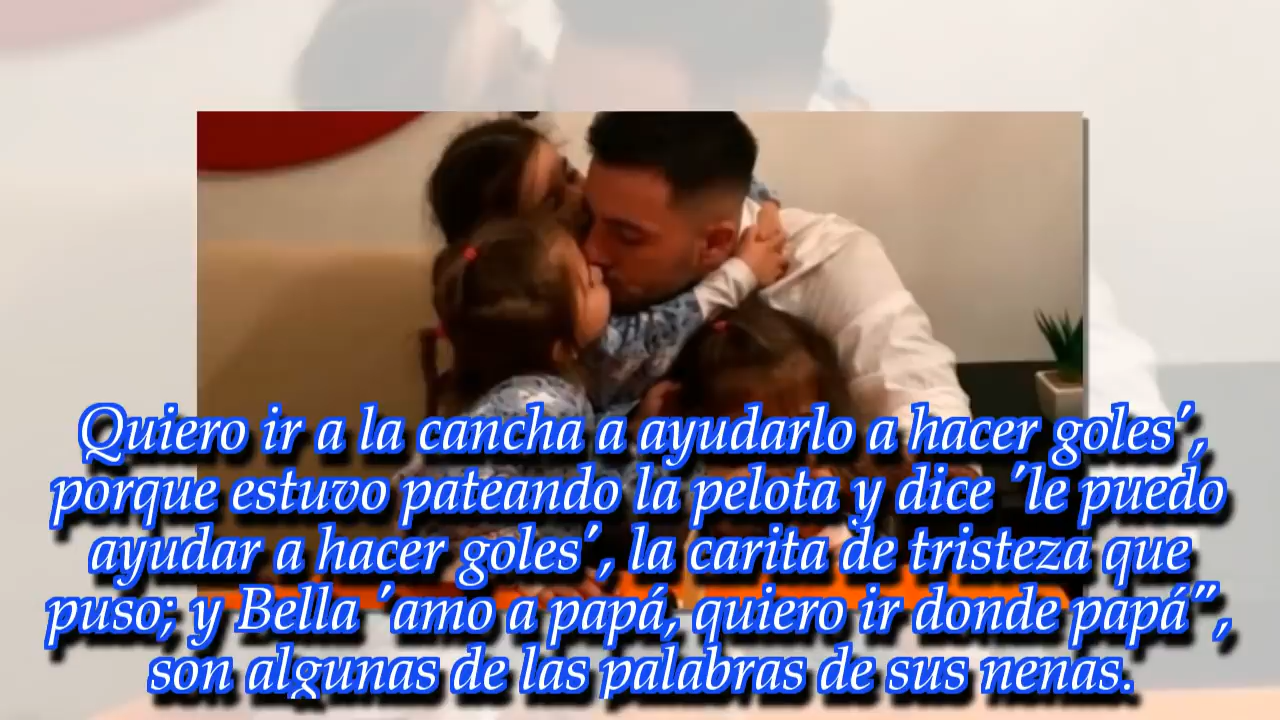 Quiero ir a la cancha a ayudarlo a hacer goles´,
porque estuvo pateando la pelota y dice ´le puedo
ayudar a hacer goles´, la carita de tristeza que
puso; y Bella ´amo a papá, quiero ir donde papá”,
son algunas de las palabras de sus nenas.